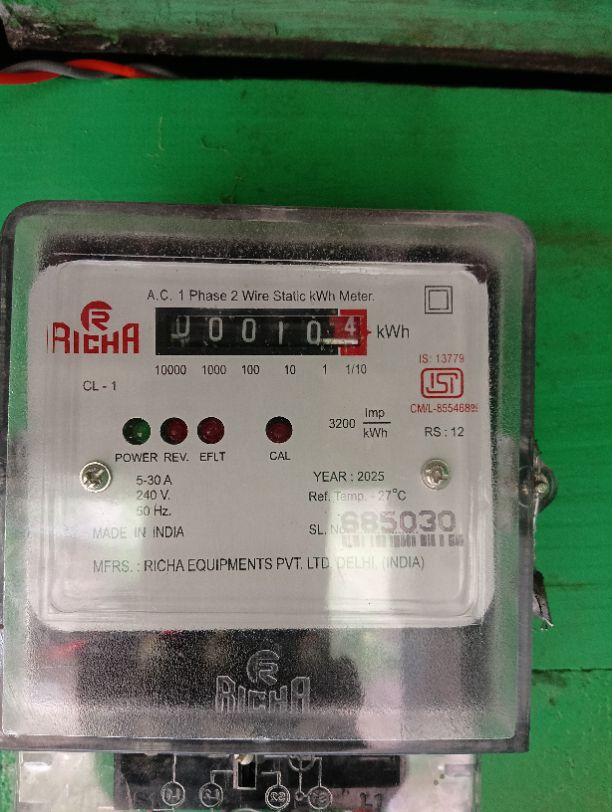 A.C. 1 Phase 2 Wire Static kWh Meter.
R
RICHA
000104 kWh
10000 1000 100 10 1 1/10
IS: 13779
ISI
CM/L-8554689
CL - 1
3200 Imp/kWh
RS : 12
POWER REV. EFLT CAL
5-30 A
240 V.
50 Hz.
YEAR : 2025
Ref. Temp. - 27°C
MADE IN INDIA
SL. No. 685030
MFRS. : RICHA EQUIPMENTS PVT. LTD. DELHI. (INDIA)
R
RICHA